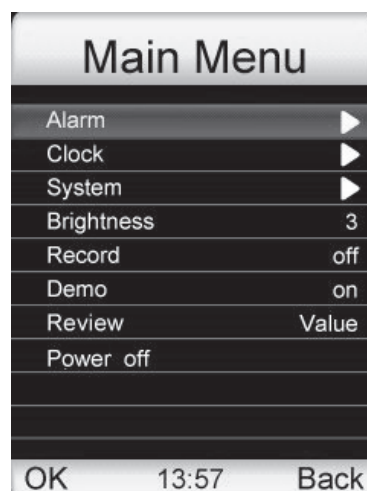 Main Menu
Alarm
Clock
System
Brightness 3
Record off
Demo on
Review Value
Power off
OK 13:57 Back